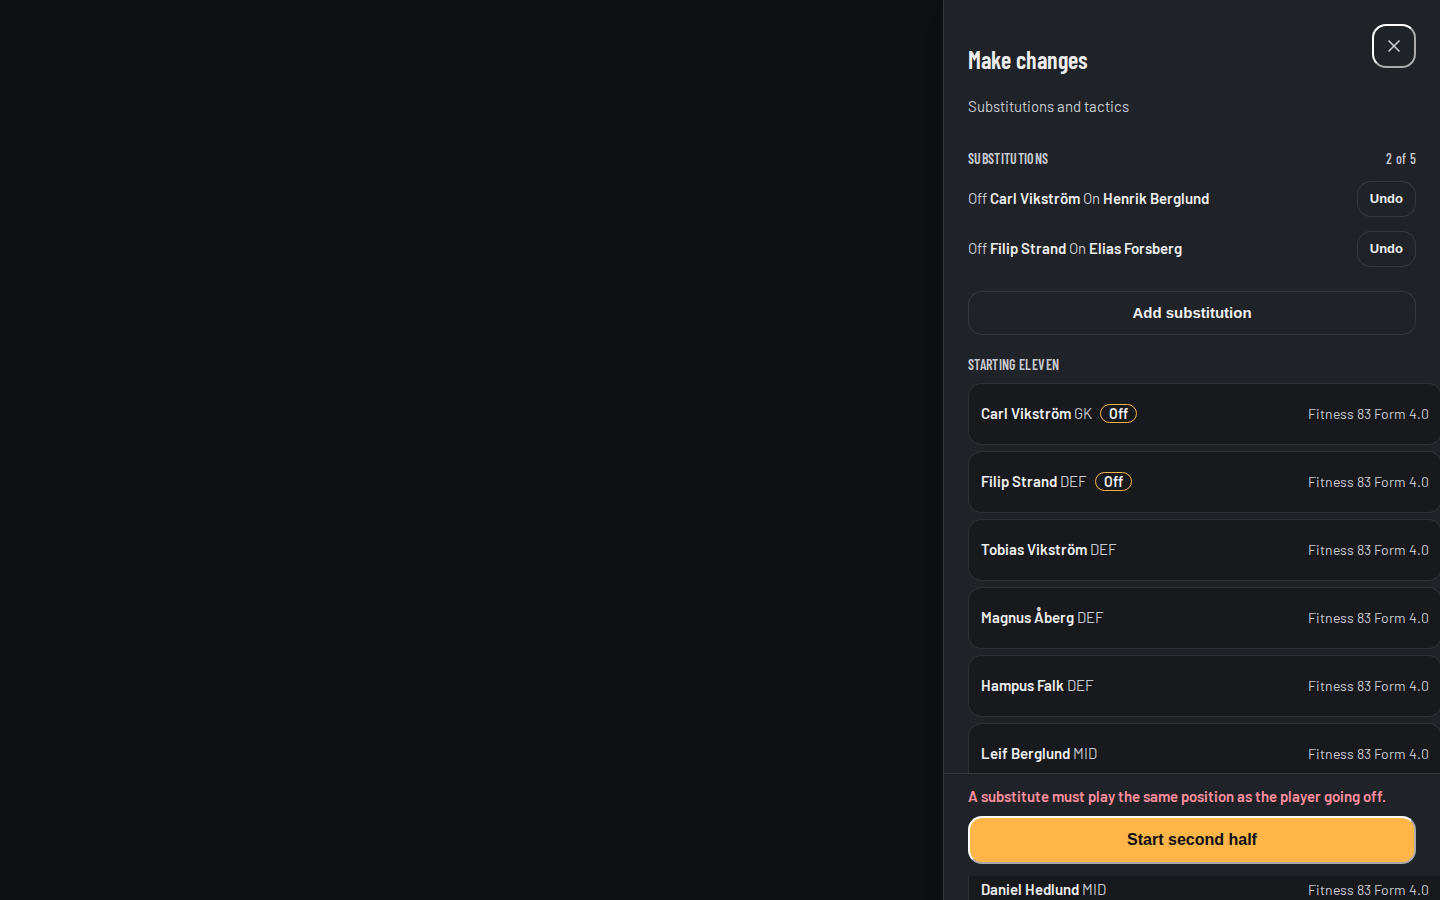 Make changes
Substitutions and tactics
SUBSTITUTIONS 2 of 5
Off Carl Vikström On Henrik Berglund Undo
Off Filip Strand On Elias Forsberg Undo
Add substitution
STARTING ELEVEN
Carl Vikström GK Off Fitness 83 Form 4.0
Filip Strand DEF Off Fitness 83 Form 4.0
Tobias Vikström DEF Fitness 83 Form 4.0
Magnus Åberg DEF Fitness 83 Form 4.0
Hampus Falk DEF Fitness 83 Form 4.0
Leif Berglund MID Fitness 83 Form 4.0
A substitute must play the same position as the player going off.
Start second half
Daniel Hedlund MID Fitness 83 Form 4.0